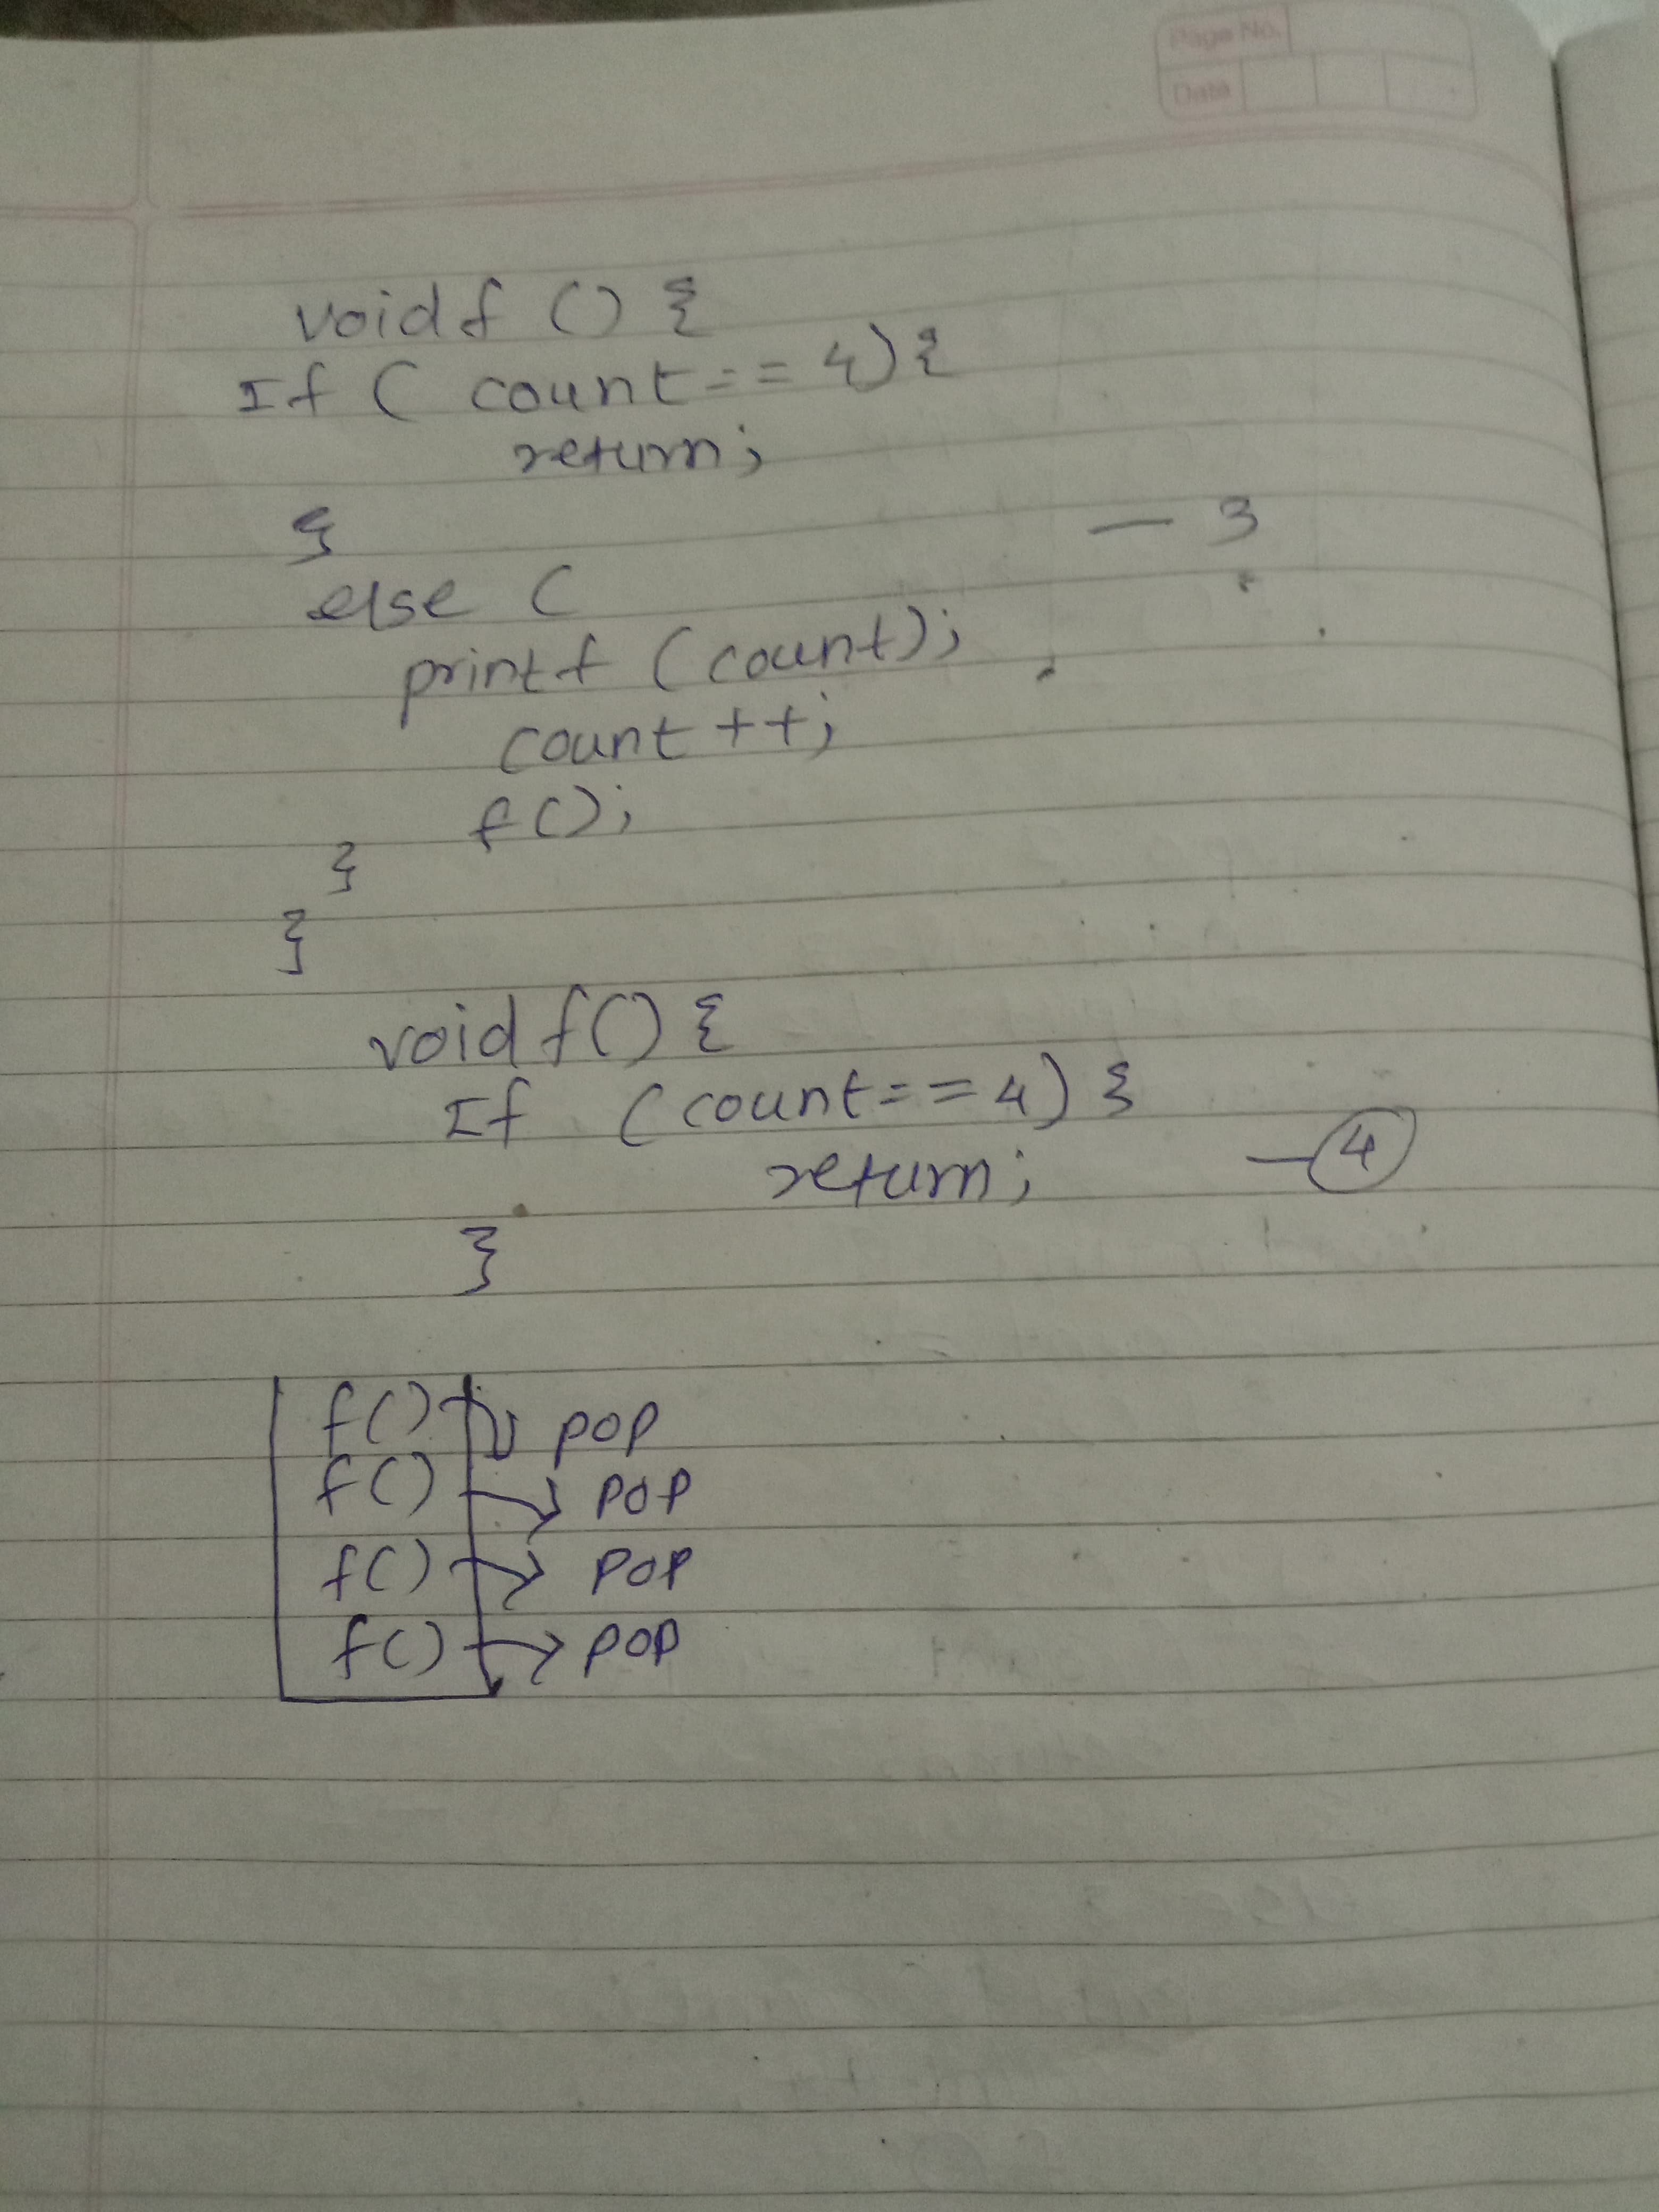 Page No.
Date
void f () {
If ( count == 4) {
return;
}
— 3
else (
printf (count);
count ++;
f();
}
}
void f() {
If (count == 4) }
return; — 4
}
f() pop
f() pop
f() pop
f() pop